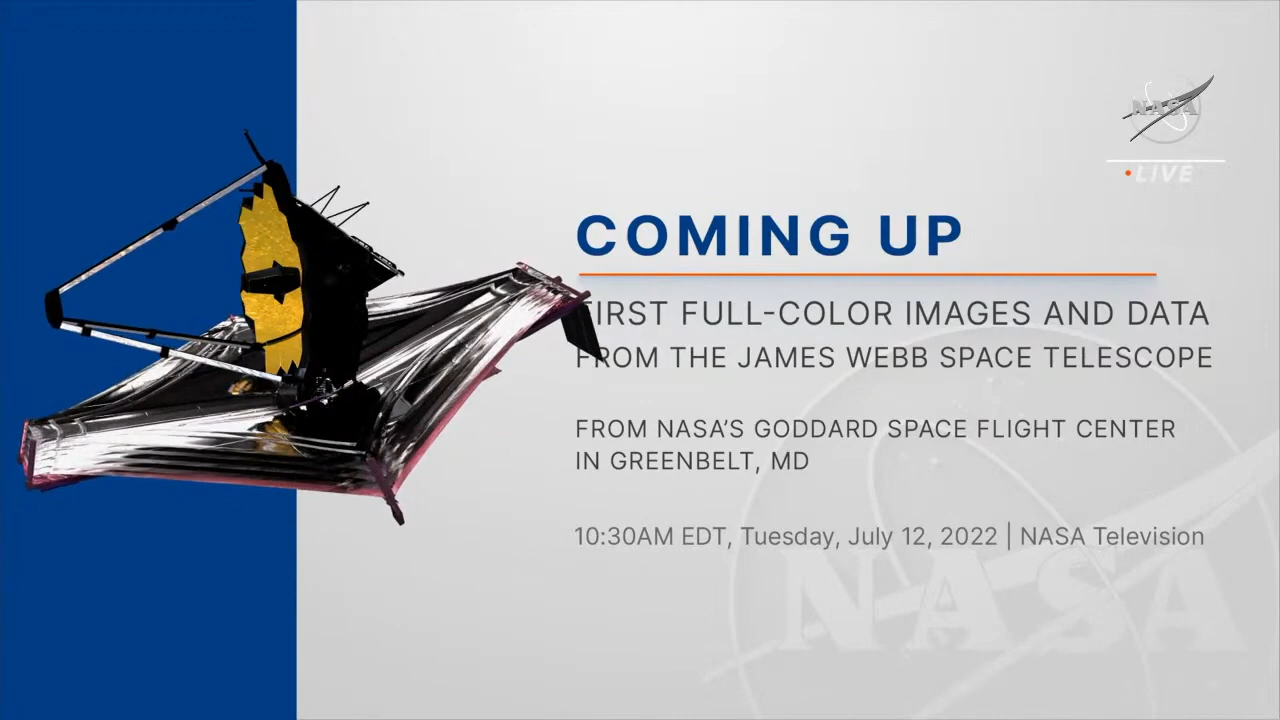 NASA
LIVE
COMING UP
FIRST FULL-COLOR IMAGES AND DATA
FROM THE JAMES WEBB SPACE TELESCOPE
FROM NASA’S GODDARD SPACE FLIGHT CENTER
IN GREENBELT, MD
10:30AM EDT, Tuesday, July 12, 2022 | NASA Television
NASA